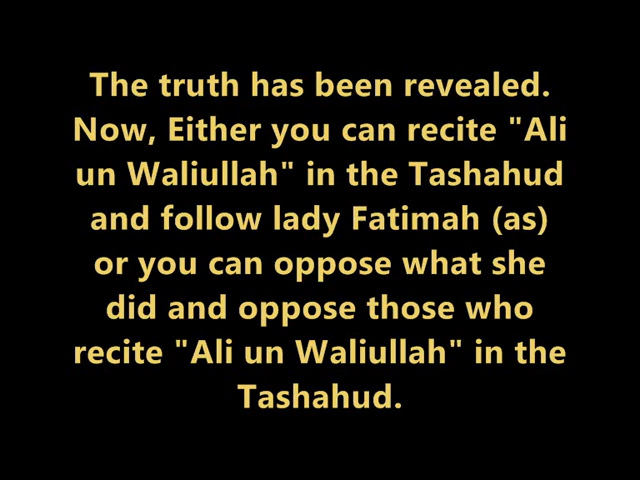 The truth has been revealed.
Now, Either you can recite "Ali
un Waliullah" in the Tashahud
and follow lady Fatimah (as)
or you can oppose what she
did and oppose those who
recite "Ali un Waliullah" in the
Tashahud.